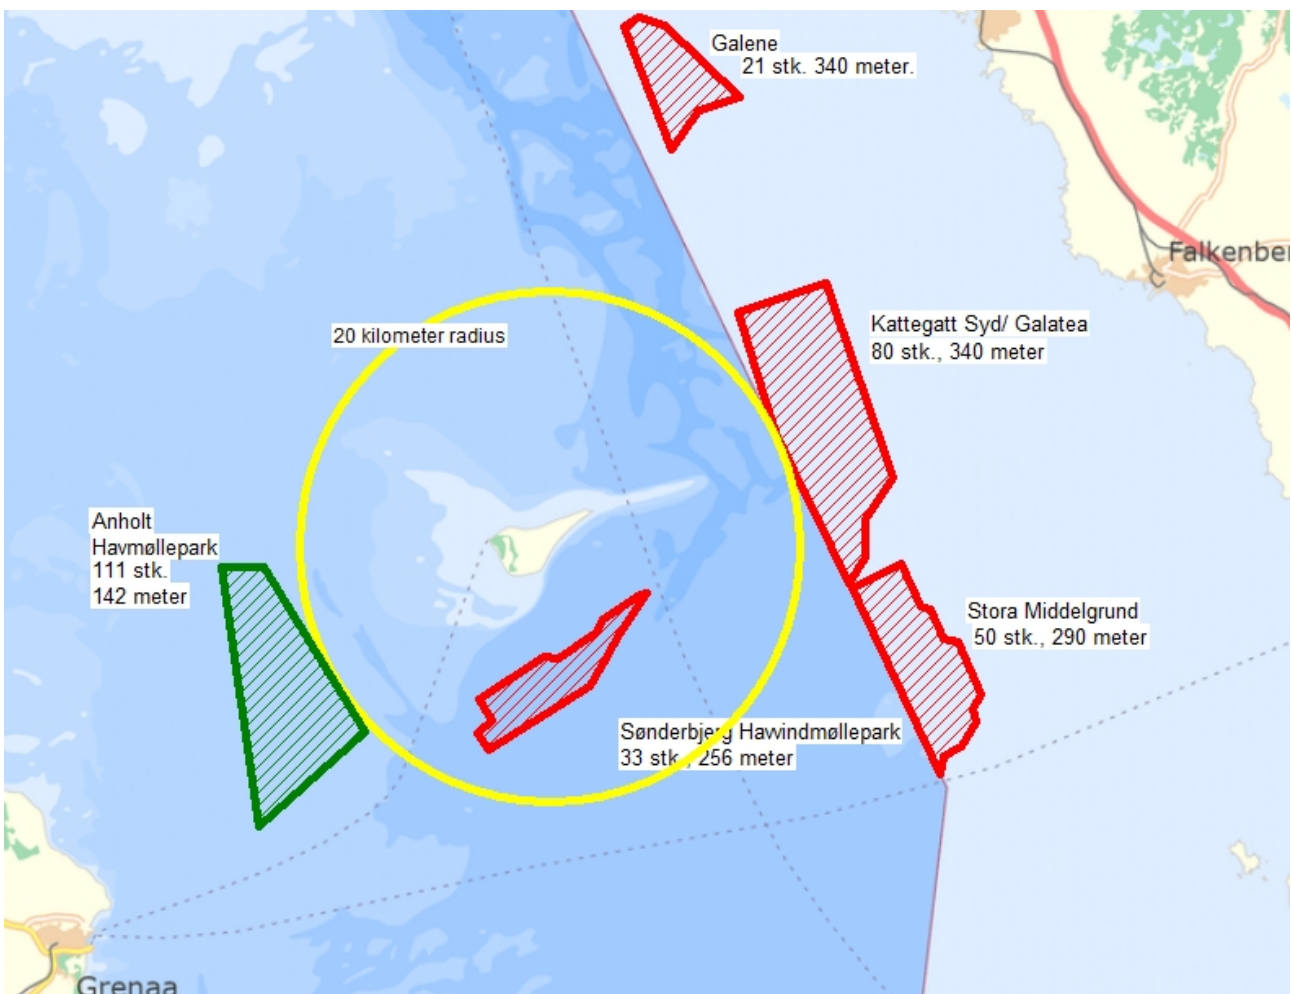 Galene
21 stk. 340 meter.
Falkenber
20 kilometer radius
Kattegatt Syd/ Galatea
80 stk., 340 meter
Anholt
Havmøllepark
111 stk.
142 meter
Stora Middelgrund
50 stk., 290 meter
Sønderbjerg Havvindmøllepark
33 stk., 256 meter
Grenaa